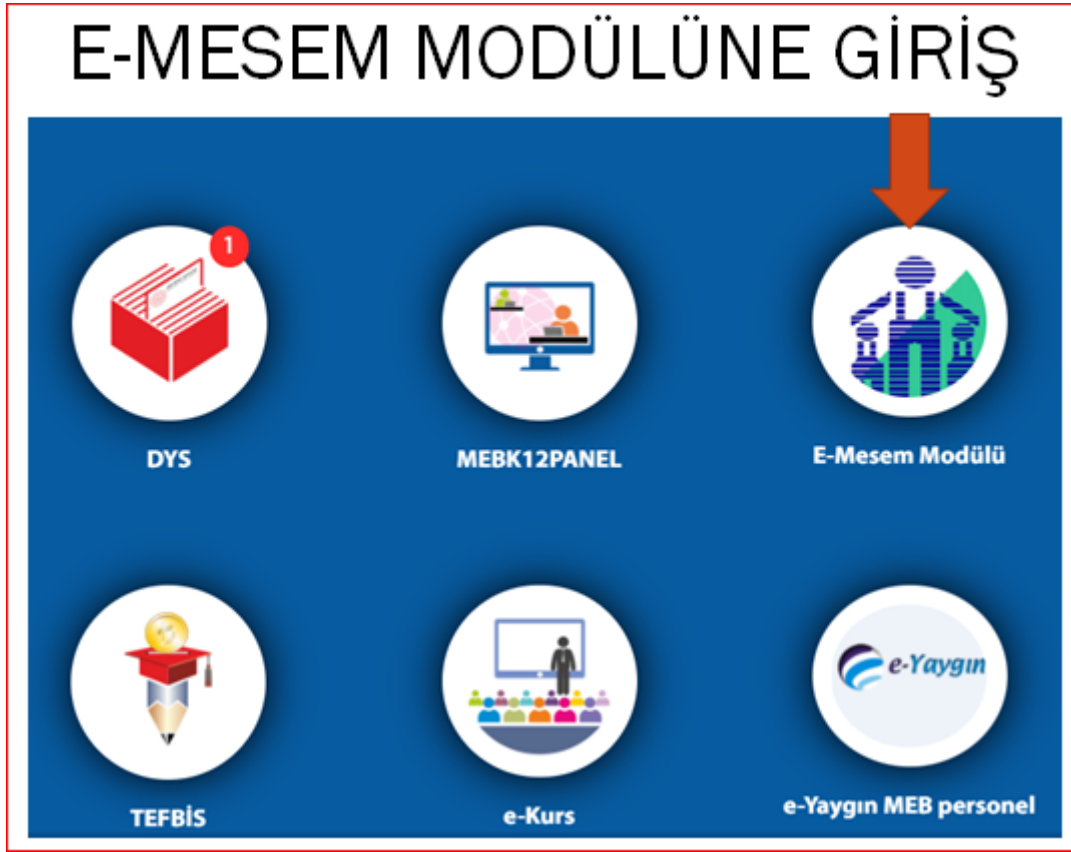 E-MESEM MODÜLÜNE GİRİŞ
1
DYS
MEBK12PANEL
E-Mesem Modülü
e-Yaygın
TEFBİS
e-Kurs
e-Yaygın MEB personel